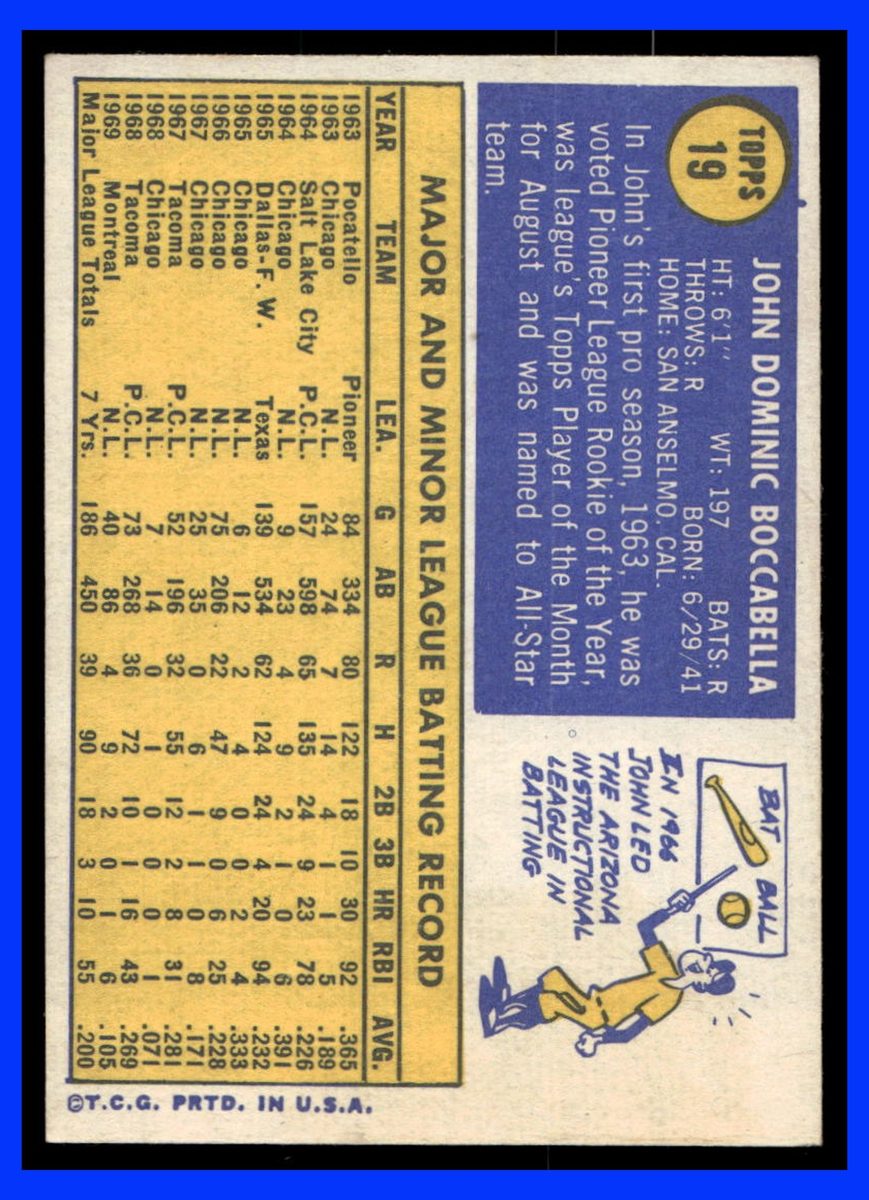 TOPPS
19
JOHN DOMINIC BOCCABELLA
HT: 6'1" WT: 197 BATS: R
THROWS: R BORN: 6/29/41
HOME: SAN ANSELMO, CAL.
In John's first pro season, 1963, he was
voted Pioneer League Rookie of the Year,
was league's Topps Player of the Month
for August and was named to All-Star
team.
BAT BALL
IN 1966
JOHN LED
THE ARIZONA
INSTRUCTIONAL
LEAGUE IN
BATTING
MAJOR AND MINOR LEAGUE BATTING RECORD
YEAR TEAM LEA. G AB R H 2B 3B HR RBI AVG.
1963 Pocatello Pioneer 84 334 80 122 18 10 30 92 .365
1963 Chicago N.L. 24 74 7 14 4 1 1 5 .189
1964 Salt Lake City P.C.L. 157 598 65 135 24 9 23 78 .226
1964 Chicago N.L. 9 23 4 9 2 1 0 6 .391
1965 Dallas-F.W. Texas 139 534 62 124 24 4 20 94 .232
1965 Chicago N.L. 6 12 2 4 0 0 2 4 .333
1966 Chicago N.L. 75 206 22 47 9 0 6 25 .228
1967 Chicago N.L. 25 35 0 6 1 1 0 8 .171
1967 Tacoma P.C.L. 52 196 32 55 12 2 8 31 .281
1968 Chicago N.L. 7 14 0 1 0 0 0 1 .071
1968 Tacoma P.C.L. 73 268 36 72 10 1 16 43 .269
1969 Montreal N.L. 40 86 4 9 2 0 1 6 .105
Major League Totals 7 Yrs. 186 450 39 90 18 3 10 55 .200
©T.C.G. PRTD. IN U.S.A.